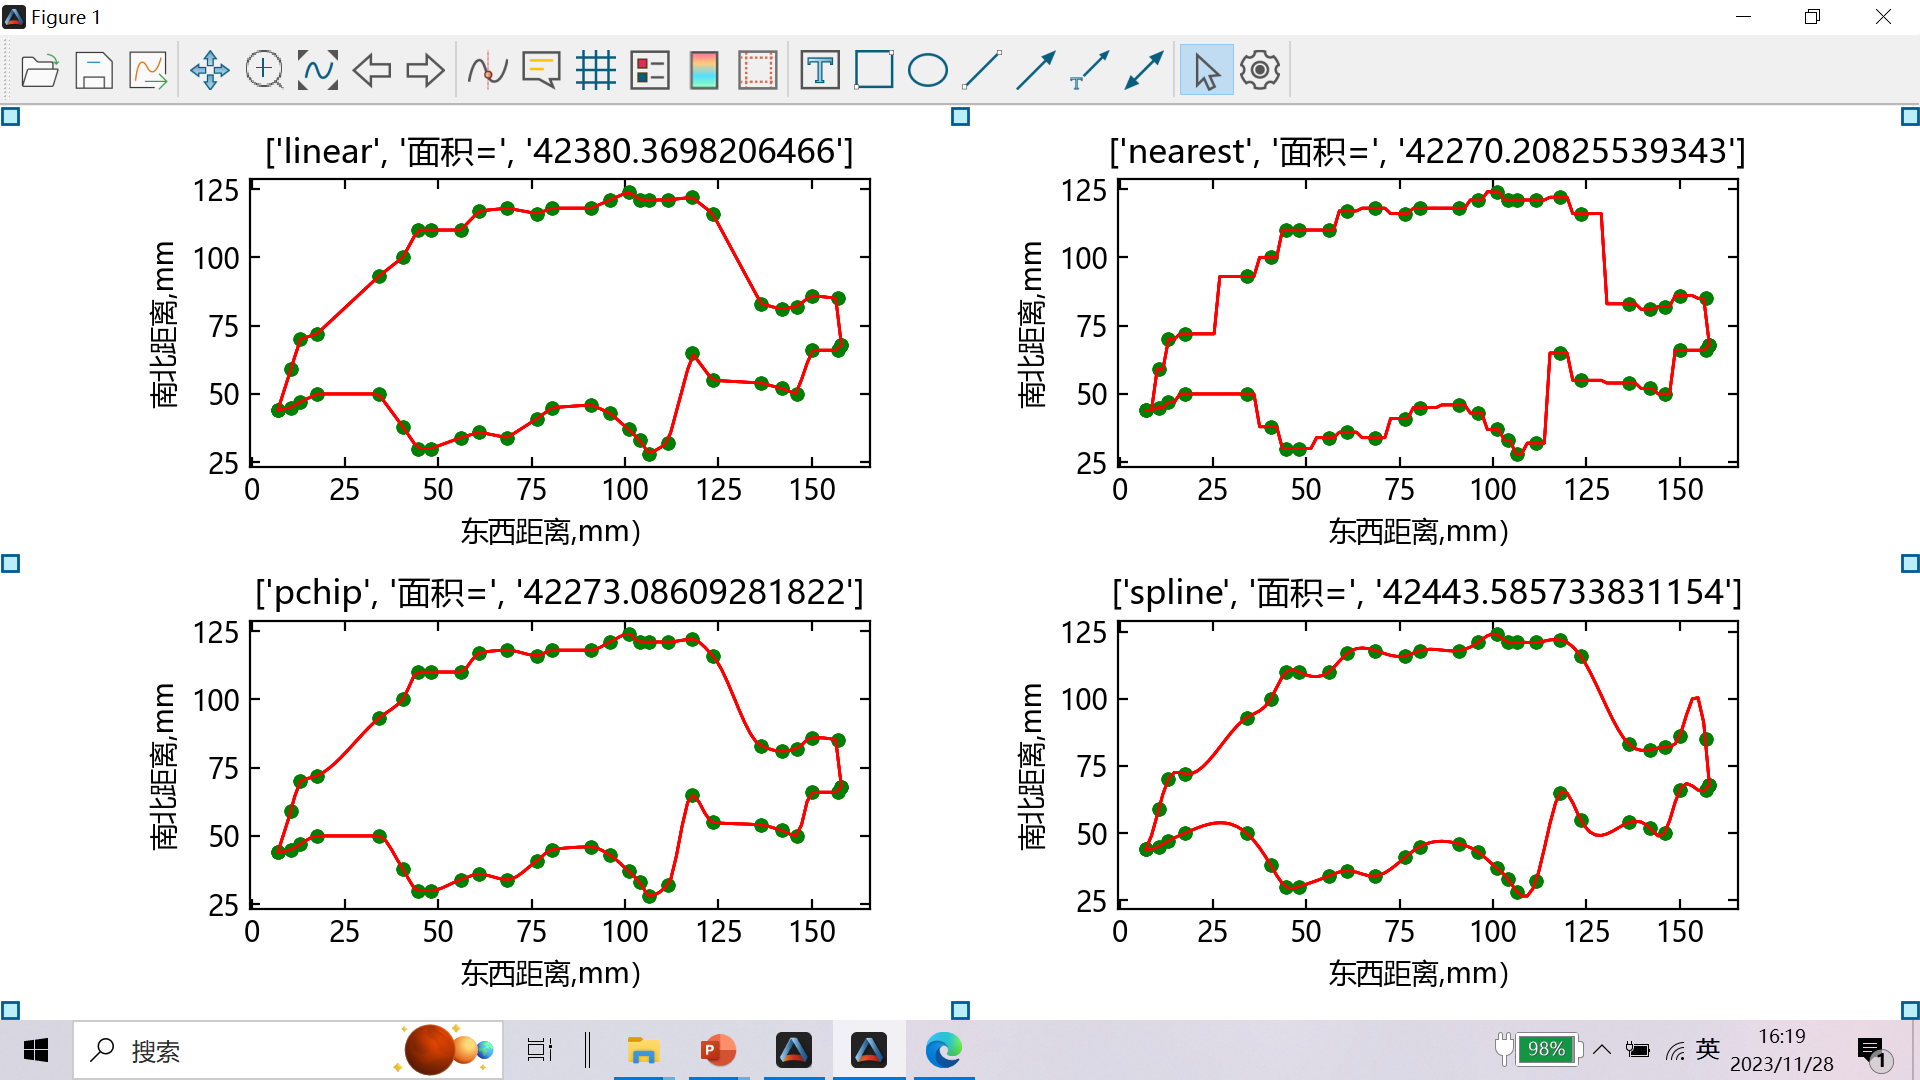 Figure 1
['linear', '面积=', '42380.3698206466']
['nearest', '面积=', '42270.20825539343']
南北距离,mm
125
100
75
50
25
0 25 50 75 100 125 150
东西距离,mm）
南北距离,mm
125
100
75
50
25
0 25 50 75 100 125 150
东西距离,mm）
['pchip', '面积=', '42273.08609281822']
['spline', '面积=', '42443.585733831154']
南北距离,mm
125
100
75
50
25
0 25 50 75 100 125 150
东西距离,mm）
南北距离,mm
125
100
75
50
25
0 25 50 75 100 125 150
东西距离,mm）
搜索
98%
英
16:19
2023/11/28
1